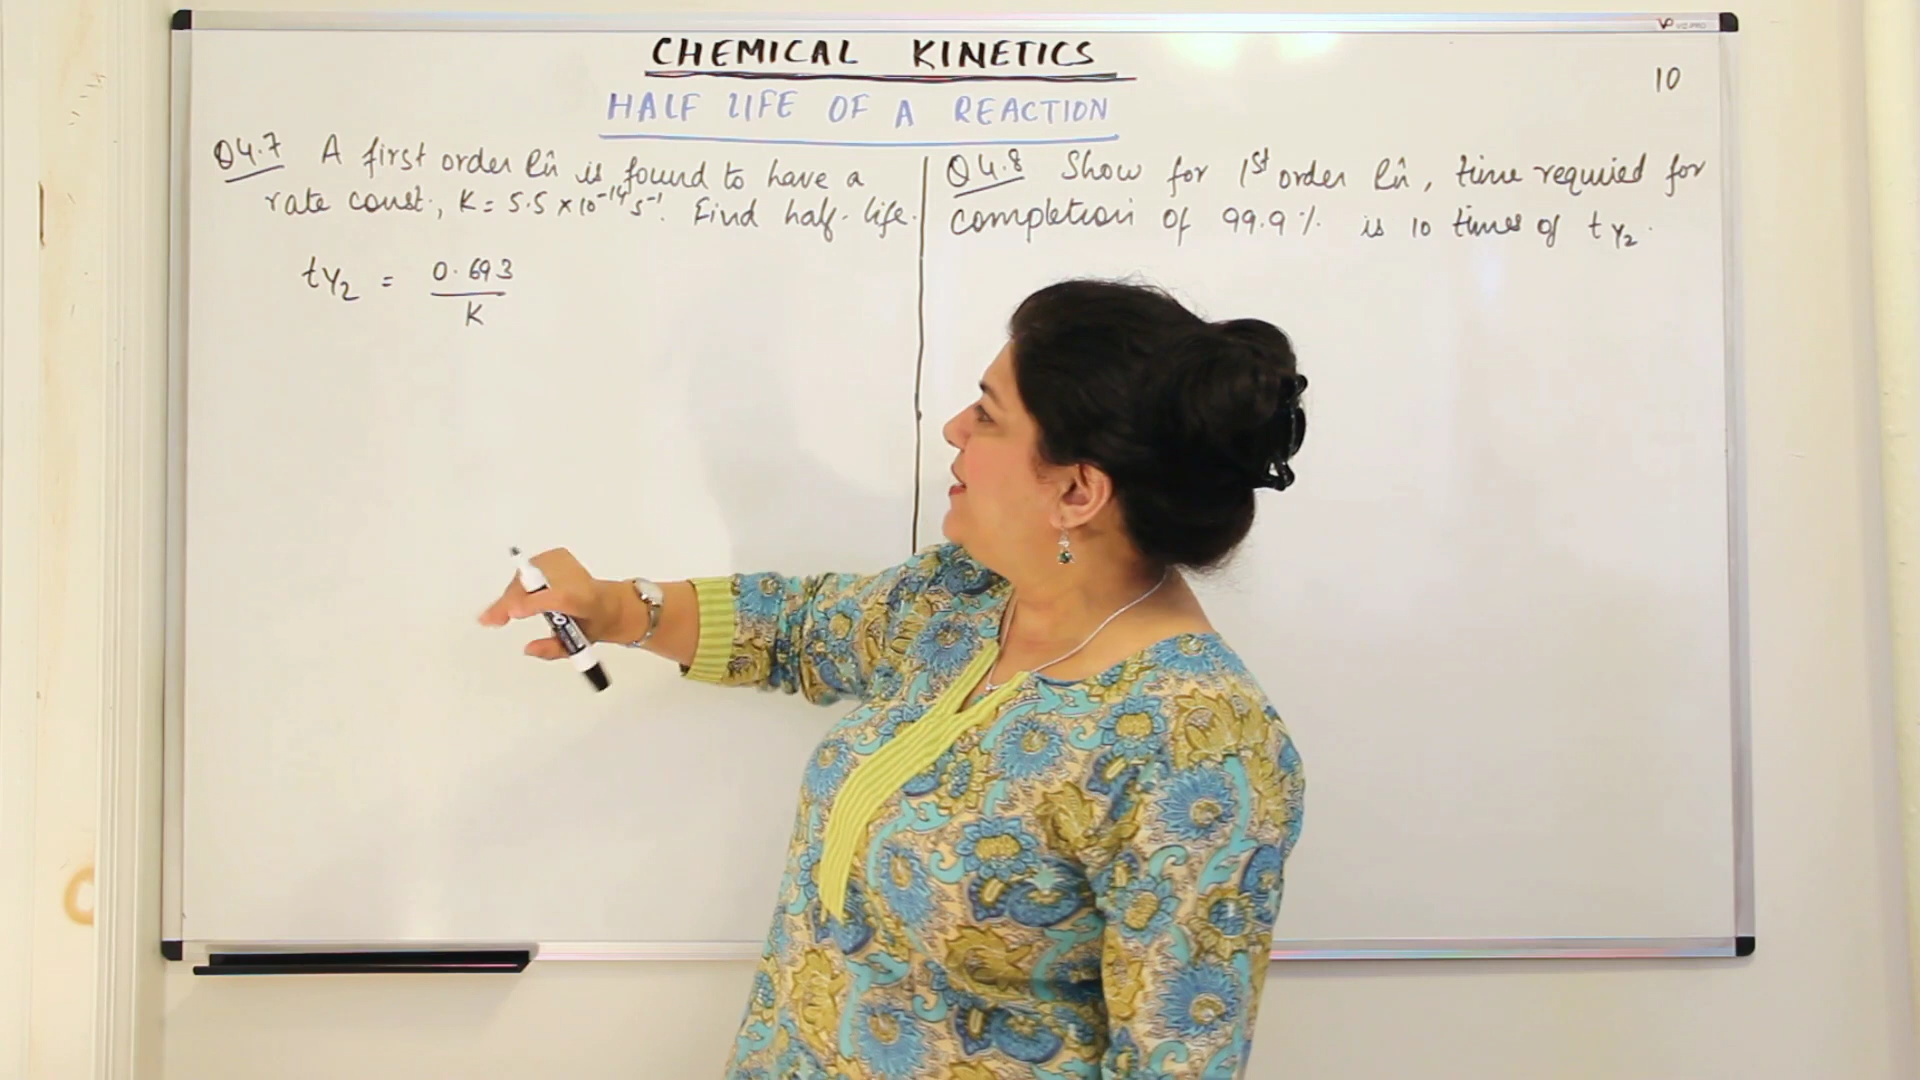 CHEMICAL KINETICS
10
HALF LIFE OF A REACTION
Q4.7 A first order Rn̂ is found to have a
rate const., K = 5.5 × 10⁻¹⁴ s⁻¹. Find half-life.
t½ = 0.693
K
Q4.8 Show for 1st order Rn̂, time required for
completion of 99.9% is 10 times of t½.